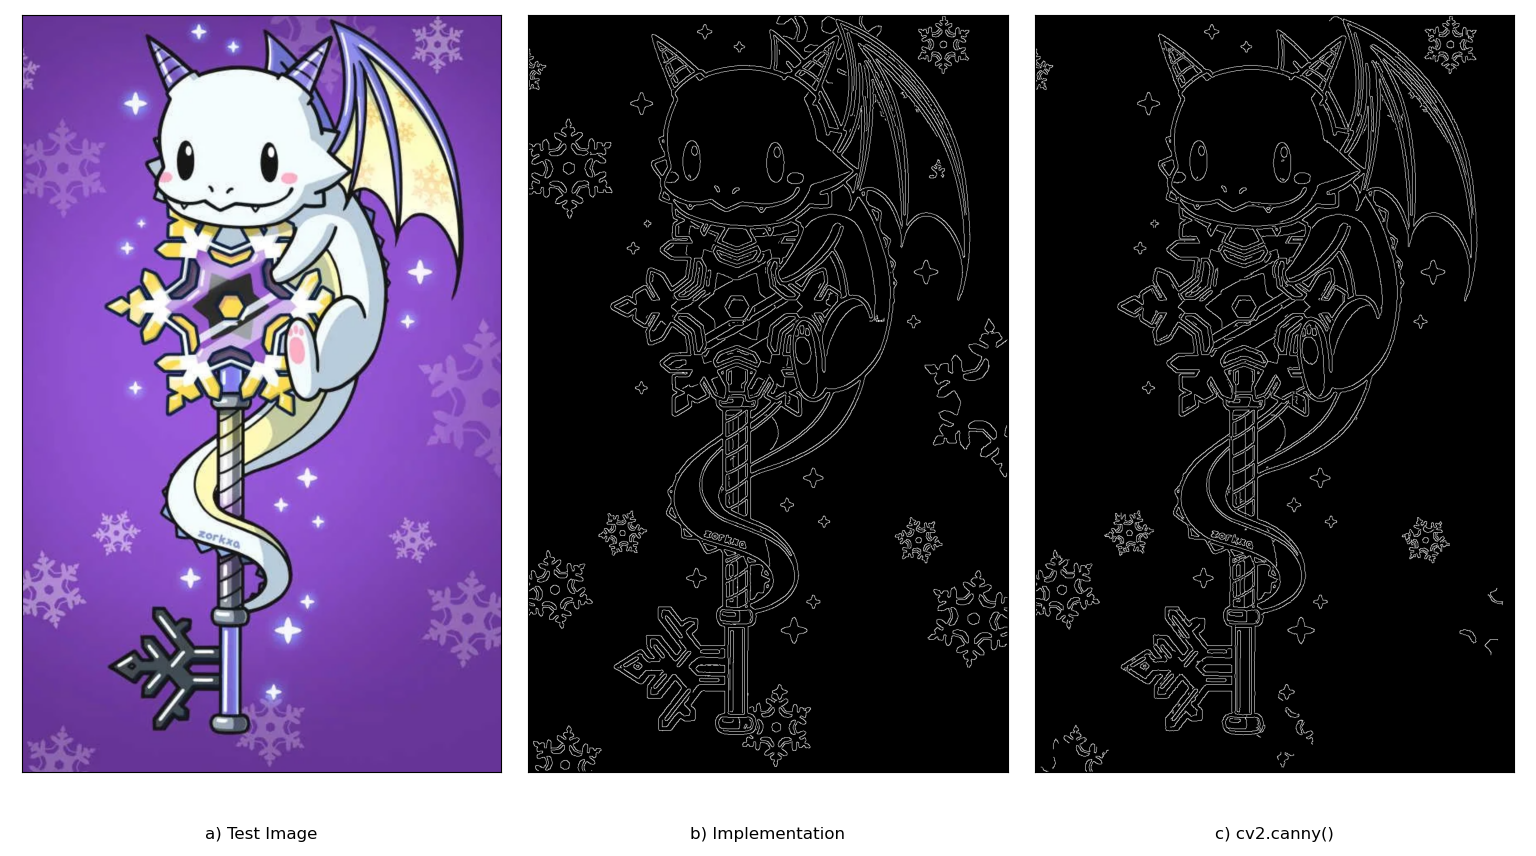 zorkxa
a) Test Image
b) Implementation
c) cv2.canny()